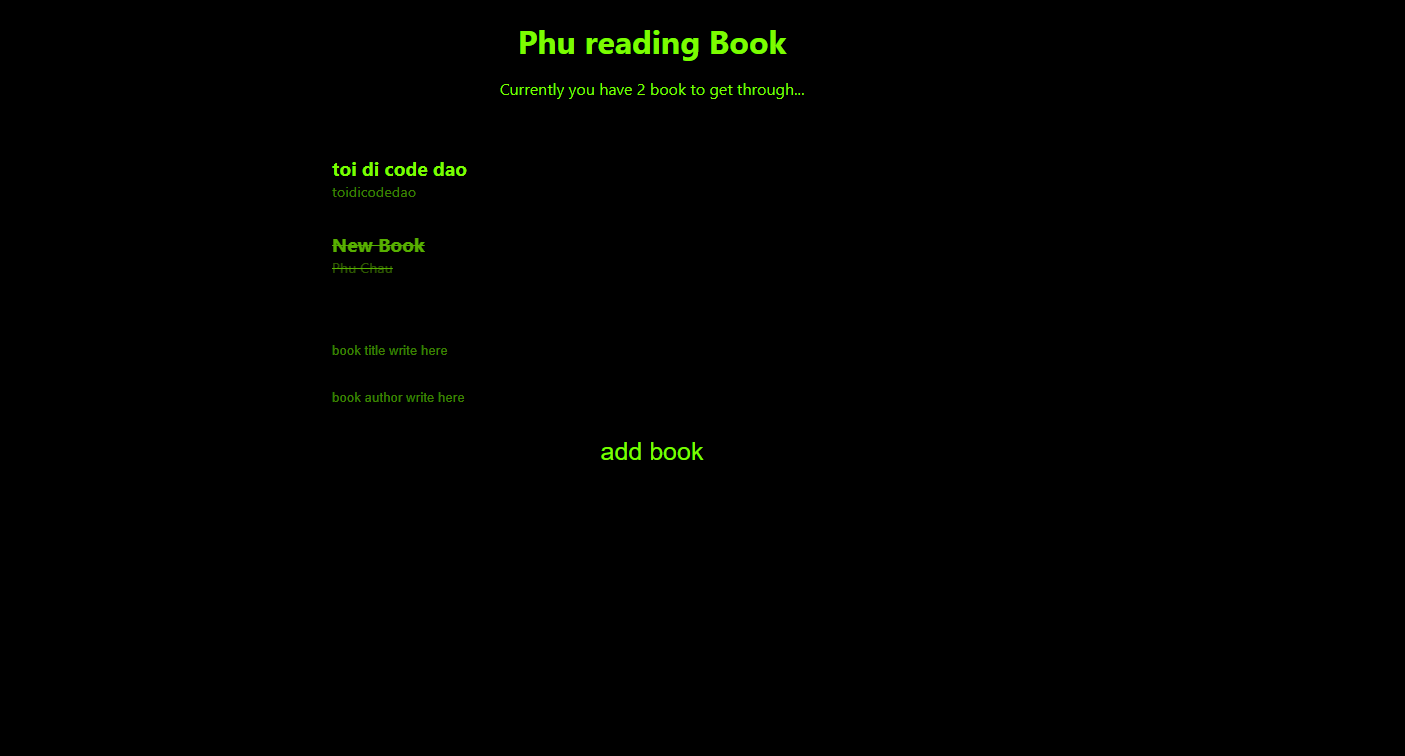 Phu reading Book
Currently you have 2 book to get through...
toi di code dao
toidicodedao
New Book
Phu Chau
book title write here
book author write here
add book